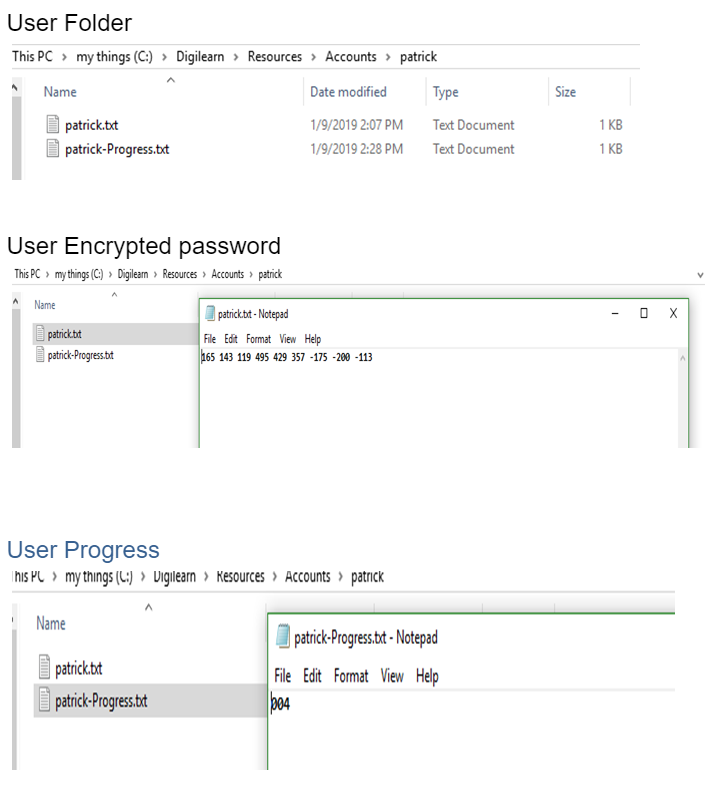 User Folder
This PC > my things (C:) > Digilearn > Resources > Accounts > patrick
Name Date modified Type Size
patrick.txt 1/9/2019 2:07 PM Text Document 1 KB
patrick-Progress.txt 1/9/2019 2:28 PM Text Document 1 KB
User Encrypted password
This PC > my things (C:) > Digilearn > Resources > Accounts > patrick
Name
patrick.txt
patrick-Progress.txt
patrick.txt - Notepad
File Edit Format View Help
165 143 119 495 429 357 -175 -200 -113
User Progress
This PC > my things (C:) > Digilearn > Resources > Accounts > patrick
Name
patrick.txt
patrick-Progress.txt
patrick-Progress.txt - Notepad
File Edit Format View Help
004